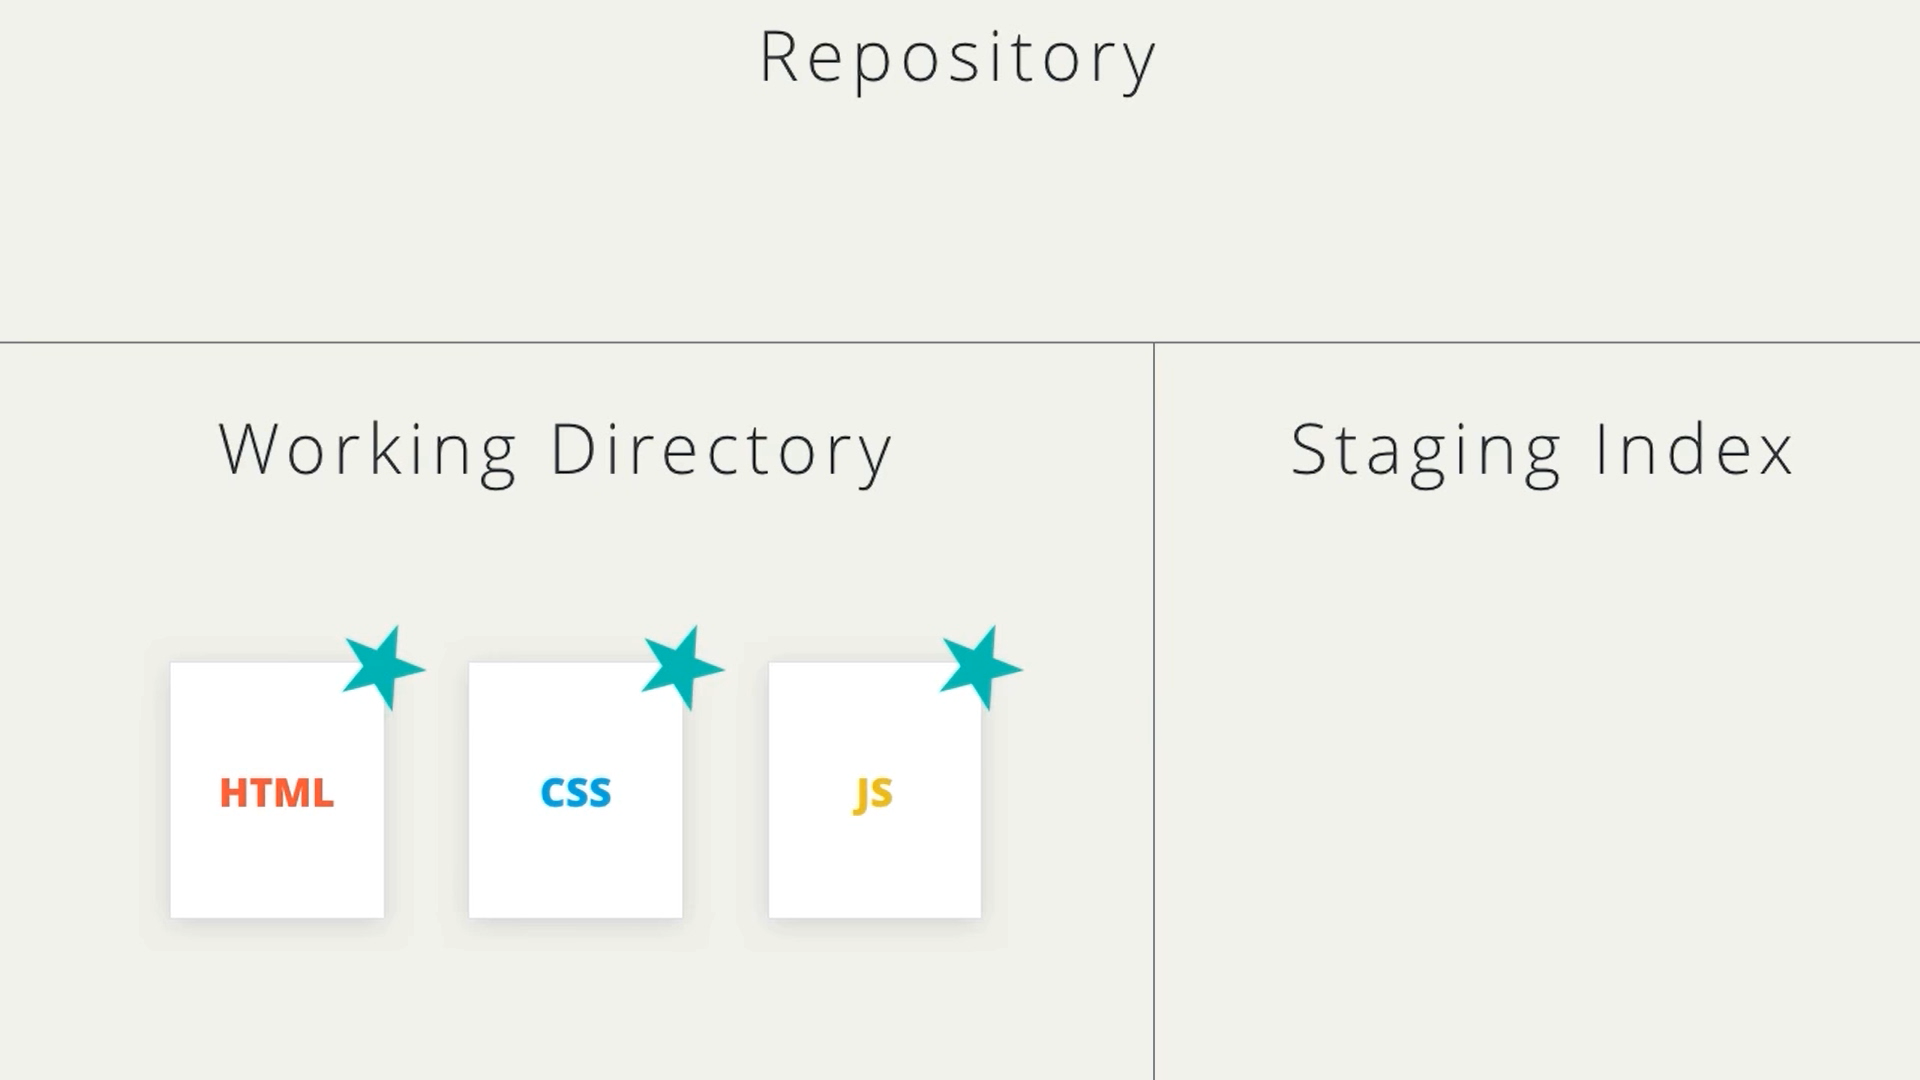 Repository
Working Directory
Staging Index
HTML
CSS
JS